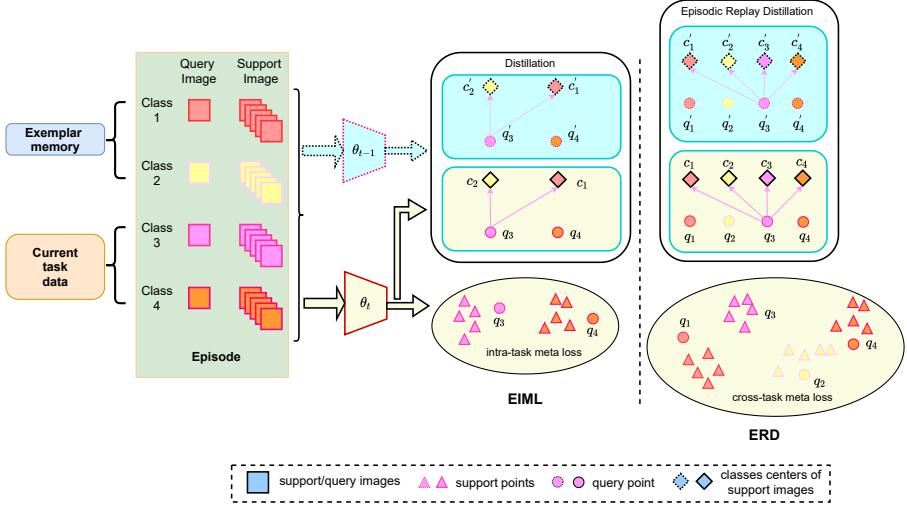 Exemplar
memory
Current
task
data
Query
Image
Support
Image
Class
1
Class
2
Class
3
Class
4
Episode
θt−1
θt
Distillation
c′2
c′1
q′3
q′4
c2
c1
q3
q4
q3
q4
intra-task meta loss
EIML
Episodic Replay Distillation
c′1
c′2
c′3
c′4
q′1
q′2
q′3
q′4
c1
c2
c3
c4
q1
q2
q3
q4
q1
q3
q4
q2
cross-task meta loss
ERD
support/query images
support points
query point
classes centers of
support images